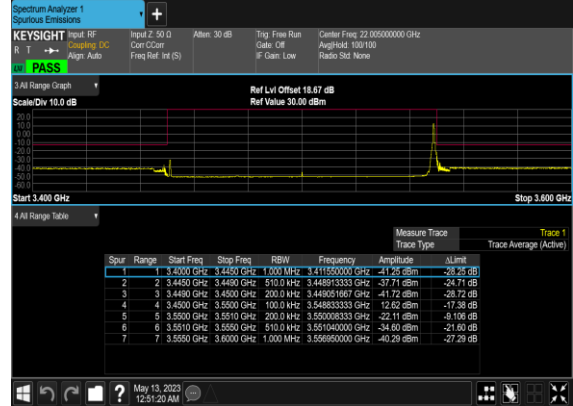 Spectrum Analyzer 1
Spurious Emissions
KEYSIGHT Input: RF Input Z: 50 Ω Atten: 30 dB Trig: Free Run Center Freq: 22.005000000 GHz
R T Coupling: DC Corr CCorr Gate: Off Avg|Hold: 100/100
Align: Auto Freq Ref: Int (S) IF Gain: Low Radio Std: None
PASS
3 All Range Graph
Ref Lvl Offset 18.67 dB
Scale/Div 10.0 dB Ref Value 30.00 dBm
20.0
10.0
0.00
-10.0
-20.0
-30.0
-40.0
-50.0
-60.0
Start 3.400 GHz Stop 3.600 GHz
4 All Range Table
Measure Trace Trace 1
Trace Type Trace Average (Active)
Spur Range Start Freq Stop Freq RBW Frequency Amplitude ΔLimit
1 1 3.4000 GHz 3.4450 GHz 1.000 MHz 3.411550000 GHz -41.25 dBm -28.25 dB
2 2 3.4450 GHz 3.4490 GHz 510.0 kHz 3.448913333 GHz -37.71 dBm -24.71 dB
3 3 3.4490 GHz 3.4500 GHz 200.0 kHz 3.449051667 GHz -41.72 dBm -28.72 dB
4 4 3.4500 GHz 3.5500 GHz 100.0 kHz 3.548833333 GHz 12.62 dBm -17.38 dB
5 5 3.5500 GHz 3.5510 GHz 200.0 kHz 3.550008333 GHz -22.11 dBm -9.106 dB
6 6 3.5510 GHz 3.5550 GHz 510.0 kHz 3.551040000 GHz -34.60 dBm -21.60 dB
7 7 3.5550 GHz 3.6000 GHz 1.000 MHz 3.556950000 GHz -40.29 dBm -27.29 dB
May 13, 2023
12:51:20 AM